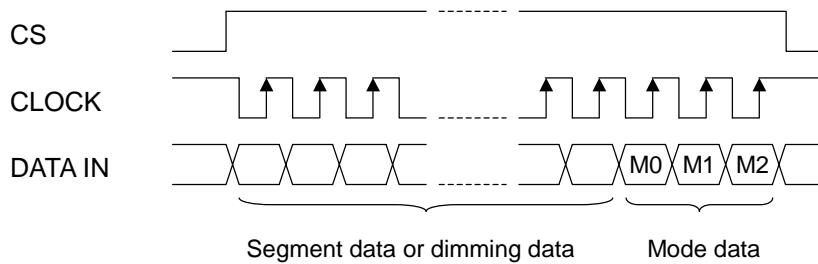 CS
CLOCK
DATA IN
M0 M1 M2
Segment data or dimming data
Mode data